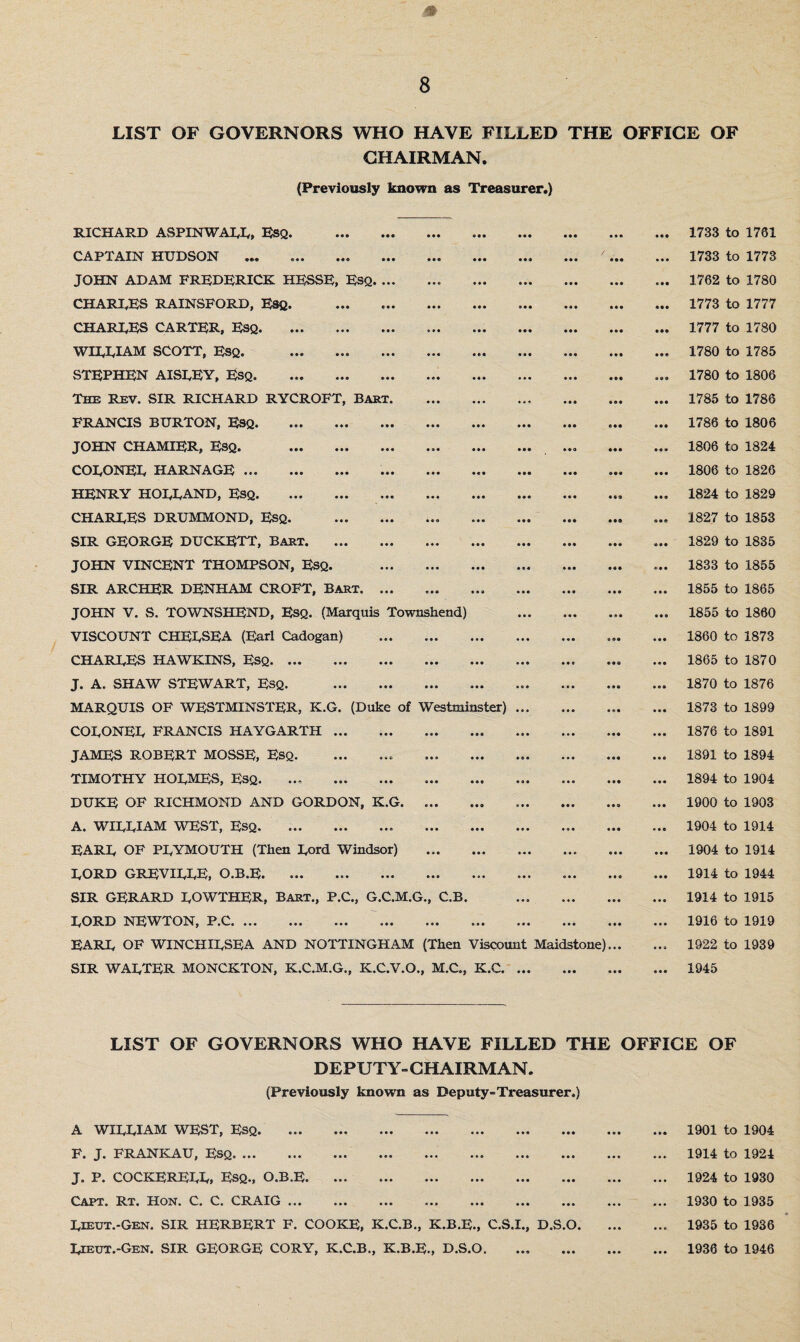 8
LIST OF GOVERNORS WHO HAVE FILLED THE OFFICE OF
CHAIRMAN.
(Previously known as Treasurer.)
RICHARD ASPINWALL, Esq. ... ... ... ... ... ... ... ... 1733 to 1761
CAPTAIN HUDSON ... ... ... ... ... ... ... ... ... ... 1733 to 1773
JOHN ADAM FREDERICK HESSE, Esq. ... ... ... ... ... ... ... 1762 to 1780
CHARLES RAINSFORD, Esq. ... ... ... ... ... ... ... ... 1773 to 1777
CHARLES CARTER, Esq. ... ... ... ... ... ... ... ... ... 1777 to 1780
WILLIAM SCOTT, Esq. ... ... ... ... ... ... ... ... ... 1780 to 1785
STEPHEN AISLEY, Esq. ... ... ... ... ... ... ... ... ... 1780 to 1806
The Rev. SIR RICHARD RYCROFT, Bart. ... ... ... ... ... ... 1785 to 1786
FRANCIS BURTON, Esq. ... ... ... ... ... ... ... ... ... 1786 to 1806
JOHN CHAMIER, Esq. ... ... ... ... ... ... ... ... ... 1806 to 1824
COLONEL HARNAGE ... ... ... ... ... ... ... ... ... ... 1806 to 1826
HENRY HOLLAND, Esq. ... ... ... ... ... ... ... ... ... 1824 to 1829
CHARLES DRUMMOND, Esq. ... ... ... ... ... ... ... ... 1827 to 1853
SIR GEORGE DUCKETT, Bart. ... ... ... ... ... ... ... ... 1829 to 1835
JOHN VINCENT THOMPSON, Esq. ... ... ... ... ... ... ... 1833 to 1855
SIR ARCHER DENHAM CROFT, Bart. ... ... ... ... ... ... ... 1855 to 1865
JOHN V. S. TOWNSHEND, Esq. (Marquis Townshend) ... ... ... ... 1855 to 1860
VISCOUNT CHELSEA (Earl Cadogan) ... ... ... ... ... ... ... 1860 to 1873
CHARLES HAWKINS, Esq. ... ... ... ... ... ... ... ... ... 1865 to 1870
J. A. SHAW STEWART, Esq. ... ... ... ... ... ... ... ... 1870 to 1876
MARQUIS OF WESTMINSTER, K.G. (Duke of Westminster) ... ... ... ... 1873 to 1899
COLONEL FRANCIS HAYGARTH ... ... ... ... ... ... ... ... 1876 to 1891
JAMES ROBERT MOSSE, Esq. ... ... ... ... ... ... ... ... 1891 to 1894
TIMOTHY HOLMES, Esq. ... ... ... ... ... ... ... ... ... 1894 to 1904
DUKE OF RICHMOND AND GORDON, K.G. ... ... ... ... ... ... 1900 to 1903
A. WILLIAM WEST, Esq. ... ... ... ... ... ... ... ... ... 1904 to 1914
EARL OF PLYMOUTH (Then Lord Windsor) ... ... ... ... ... ... 1904 to 1914
LORD GREVILLE, O.B.E. ... ... ... ... ... ... ... ... ... 1914 to 1944
SIR GERARD LOWTHER, Bart., P.C., G.C.M.G., C.B. ... ... ... ... 1914 to 1915
LORD NEWTON, P.C. ... ... ... ... ... ... ... ... ... ... 1916 to 1919
EARL OF WINCHILSEA AND NOTTINGHAM (Then Viscount Maidstone)... ... 1922 to 1939
SIR WALTER MONCKTON, K.C.M.G., K.C.V.O., M.C., K.C. ... ... ... ... 1945
LIST OF GOVERNORS WHO HAVE FILLED THE OFFICE OF
DEPUTY-CHAIRMAN.
(Previously known as Deputy-Treasurer.)
A WILLIAM WEST, Esq. ... ... ... ... ... ... ... ... ... 1901 to 1904
F. J. FRANKAU, Esq. ... ... ... ... ... ... ... ... ... ... 1914 to 1924
J. P. COCKERELL, Esq., O.B.E. ... ... ... ... ... ... ... ... 1924 to 1930
Capt. Rt. Hon. C. C. CRAIG ... ... ... ... ... ... ... ... ... 1930 to 1935
Lieut.-Gen. SIR HERBERT F. COOKE, K.C.B., K.B.E., C.S.I., D.S.O. ... ... 1935 to 1936
Lieut.-Gen. SIR GEORGE CORY, K.C.B., K.B.E., D.S.O. ... ... ... ... 1936 to 1946